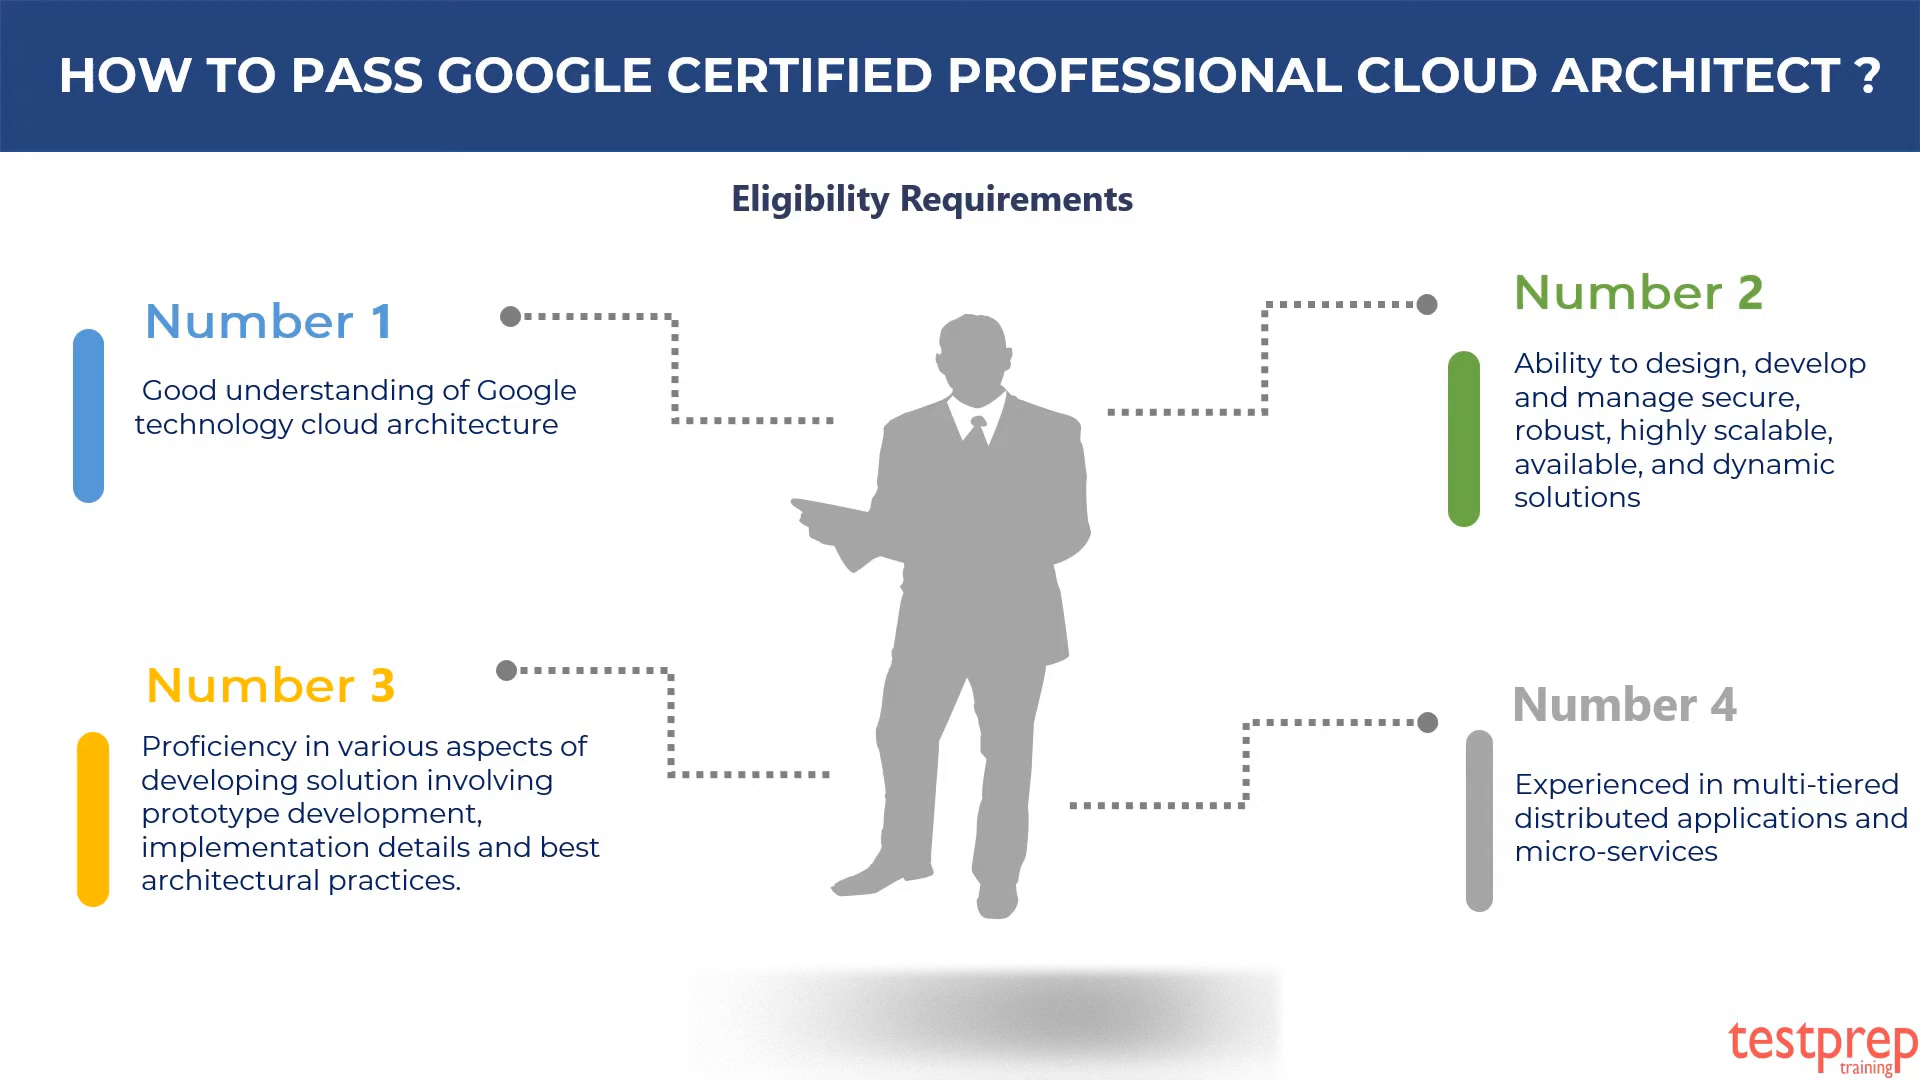 HOW TO PASS GOOGLE CERTIFIED PROFESSIONAL CLOUD ARCHITECT ?
Eligibility Requirements
Number 1
Good understanding of Google
technology cloud architecture
Number 2
Ability to design, develop
and manage secure,
robust, highly scalable,
available, and dynamic
solutions
Number 3
Proficiency in various aspects of
developing solution involving
prototype development,
implementation details and best
architectural practices.
Number 4
Experienced in multi-tiered
distributed applications and
micro-services
testprep
training